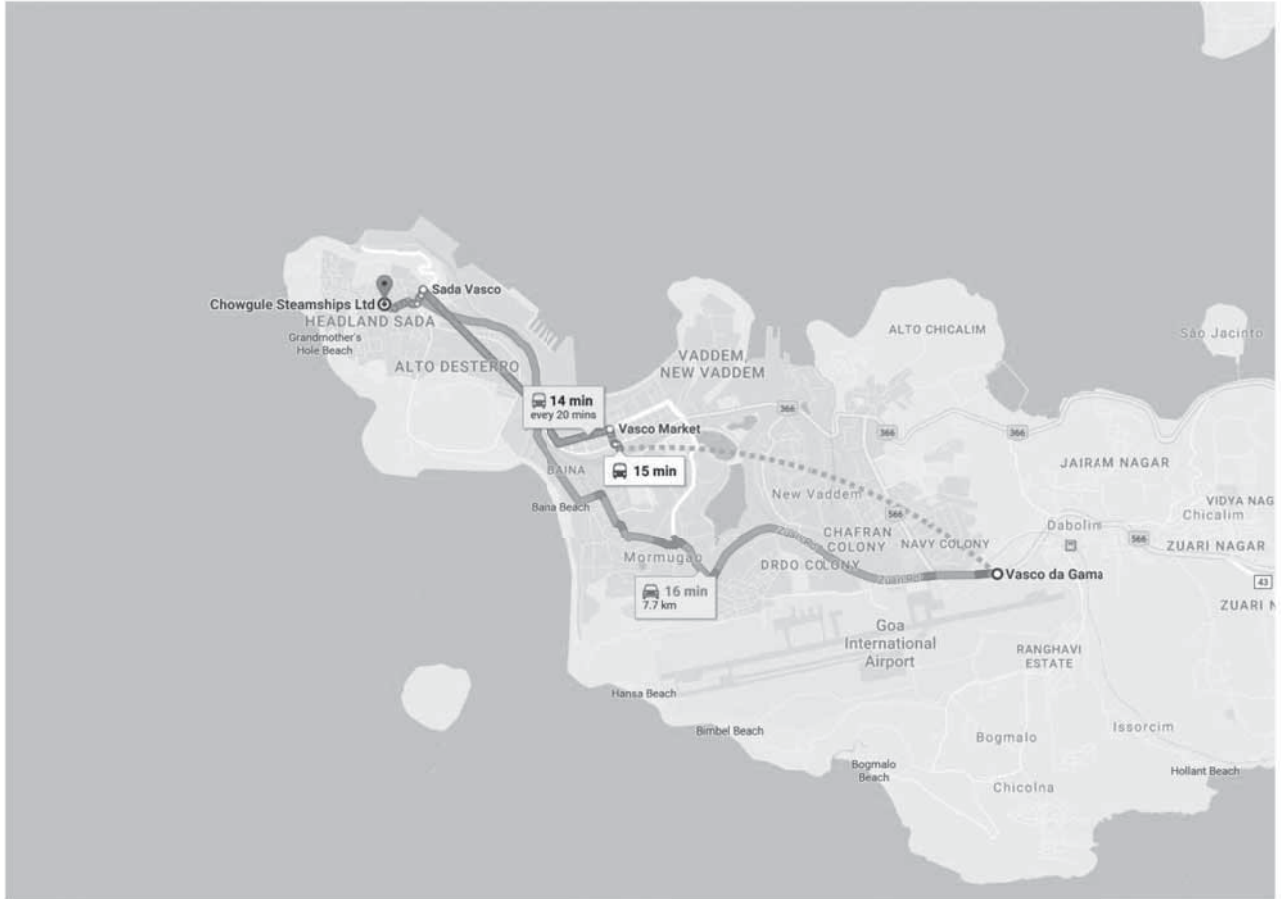 Sada Vasco
Chowgule Steamships Ltd
HEADLAND SADA
Grandmother's
Hole Beach
ALTO DESTERRO
ALTO CHICALIM
São Jacinto
VADDEM,
NEW VADDEM
14 min
evey 20 mins
366
Vasco Market
366
366
15 min
BAINA
JAIRAM NAGAR
New Vaddem
Bana Beach
566
VIDYA NAG
Chicalim
Dabolim
CHAFRAN
COLONY
NAVY COLONY
566
ZUARI NAGAR
Mormugao
DRDO COLONY
Zuari Rd
Vasco da Gama
43
16 min
7.7 km
ZUARI N
Goa
International
Airport
RANGHAVI
ESTATE
Hansa Beach
Bimbel Beach
Bogmalo
Issorcim
Bogmalo
Beach
Hollant Beach
Chicolna